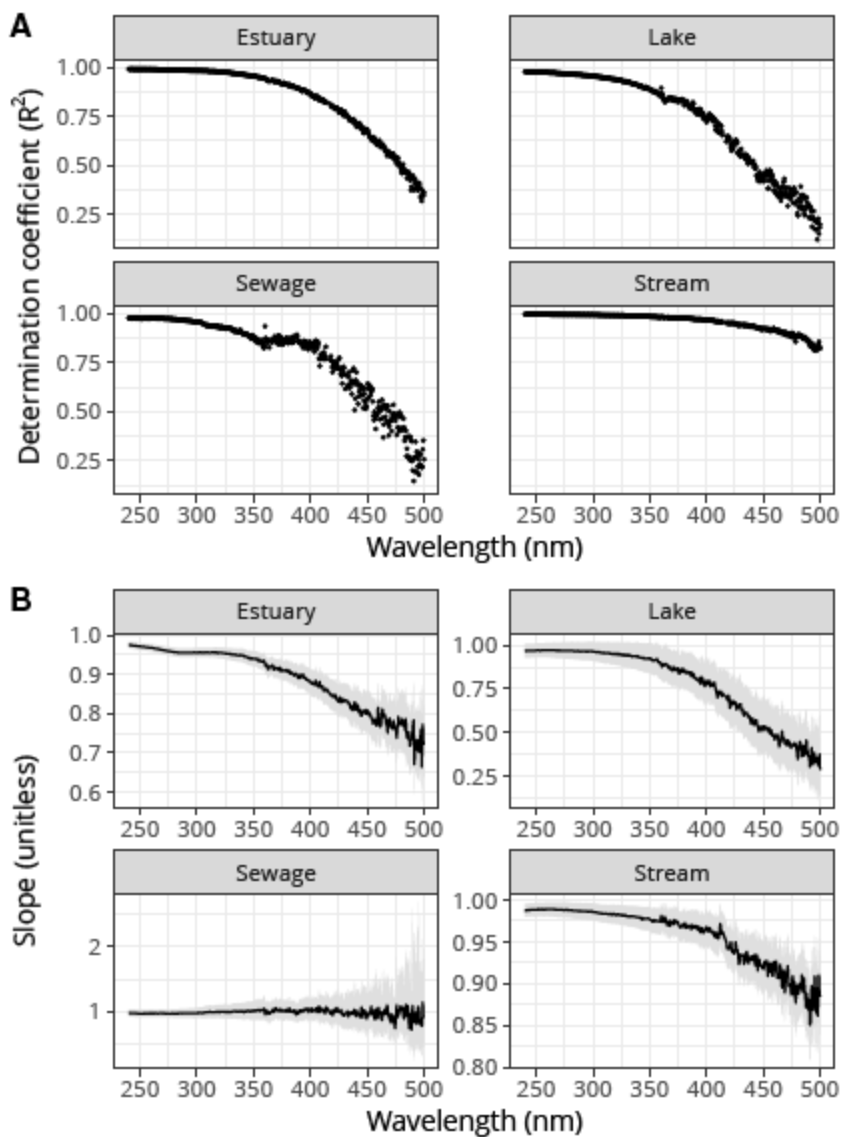 A
Estuary
Lake
1.00
0.75
0.50
0.25
Sewage
Stream
1.00
0.75
0.50
0.25
Determination coefficient (R²)
250 300 350 400 450 500
250 300 350 400 450 500
Wavelength (nm)
B
Estuary
Lake
1.0
0.9
0.8
0.7
0.6
1.00
0.75
0.50
0.25
250 300 350 400 450 500
250 300 350 400 450 500
Slope (unitless)
Sewage
Stream
2
1
1.00
0.95
0.90
0.85
0.80
250 300 350 400 450 500
250 300 350 400 450 500
Wavelength (nm)